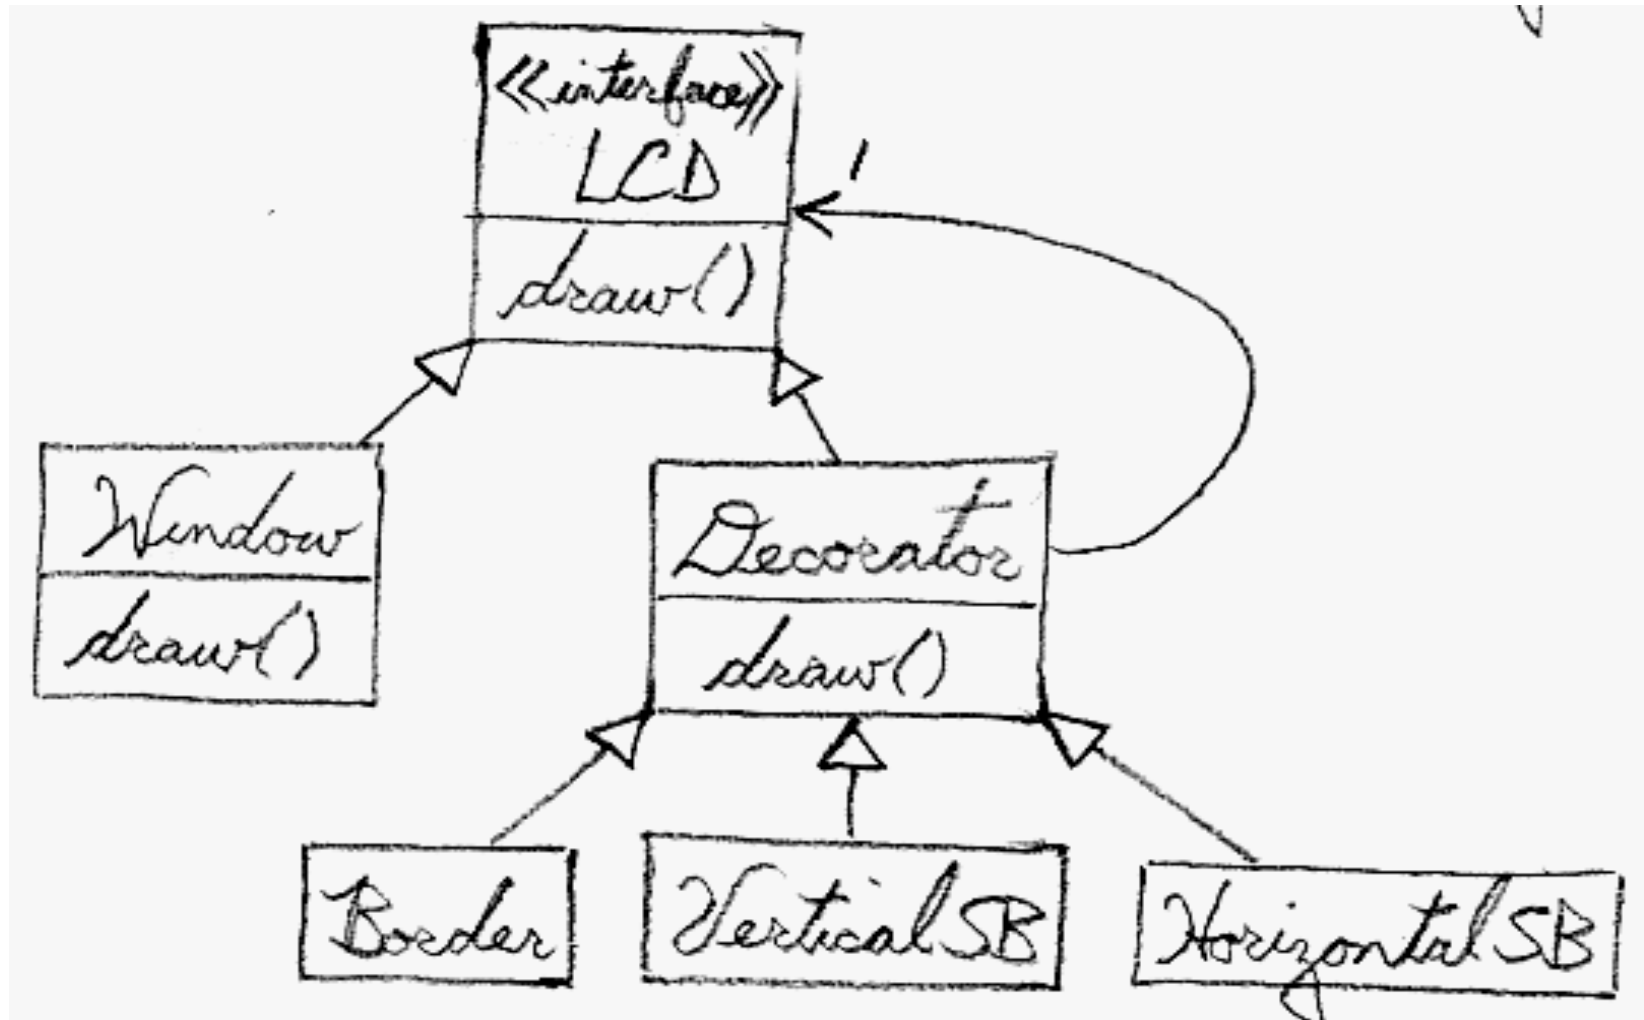 <<interface>>
LCD
1
draw()
Window
draw()
Decorator
draw()
Border
VerticalSB
HorizontalSB